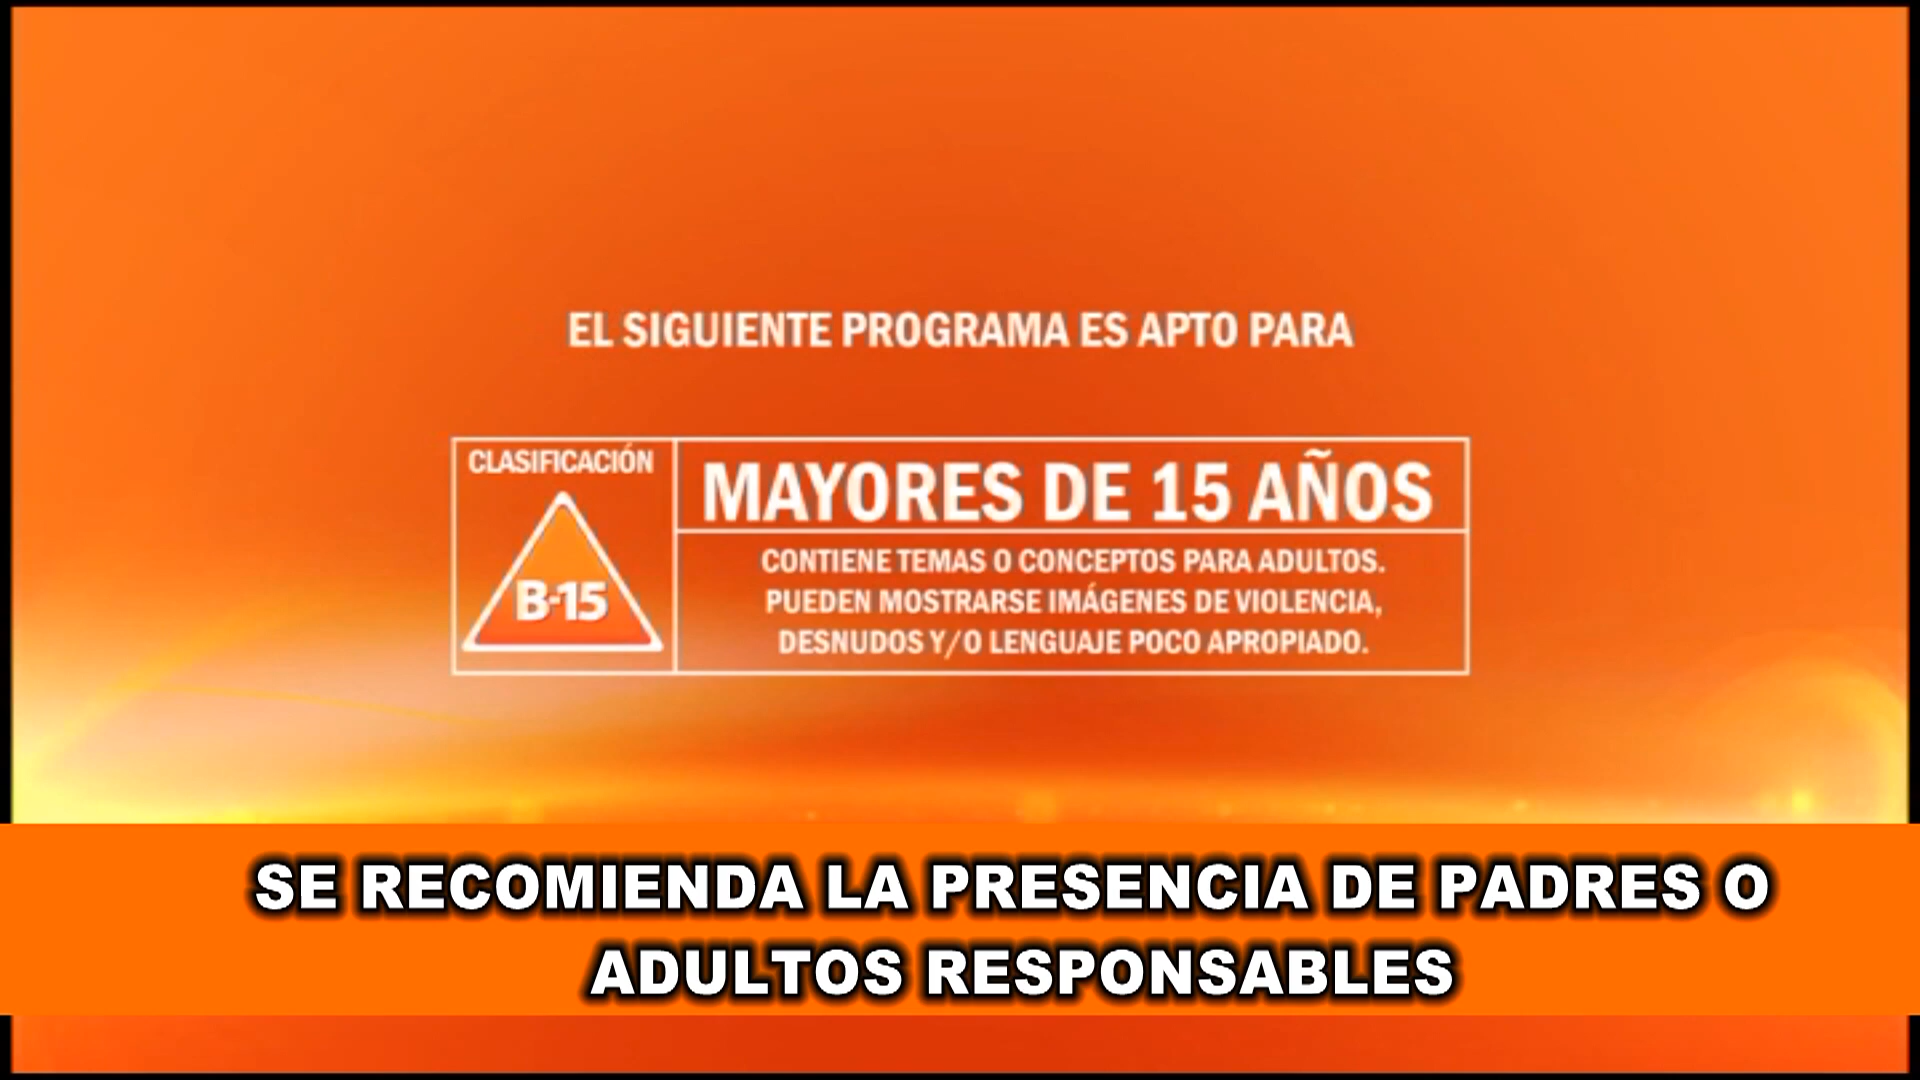 EL SIGUIENTE PROGRAMA ES APTO PARA
CLASIFICACIÓN
B-15
MAYORES DE 15 AÑOS
CONTIENE TEMAS O CONCEPTOS PARA ADULTOS.
PUEDEN MOSTRARSE IMÁGENES DE VIOLENCIA,
DESNUDOS Y/O LENGUAJE POCO APROPIADO.
SE RECOMIENDA LA PRESENCIA DE PADRES O
ADULTOS RESPONSABLES